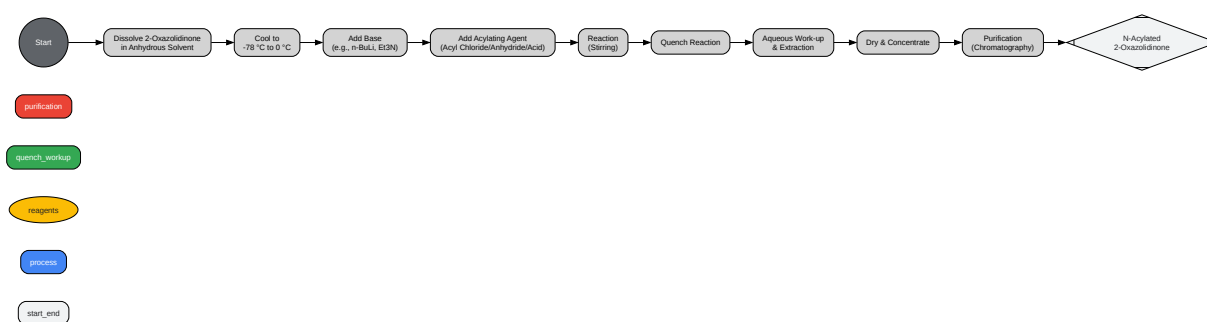 Start
Dissolve 2-Oxazolidinone
in Anhydrous Solvent
Cool to
-78 °C to 0 °C
Add Base
(e.g., n-BuLi, Et3N)
Add Acylating Agent
(Acyl Chloride/Anhydride/Acid)
Reaction
(Stirring)
Quench Reaction
Aqueous Work-up
& Extraction
Dry & Concentrate
Purification
(Chromatography)
N-Acylated
2-Oxazolidinone
purification
quench_workup
reagents
process
start_end